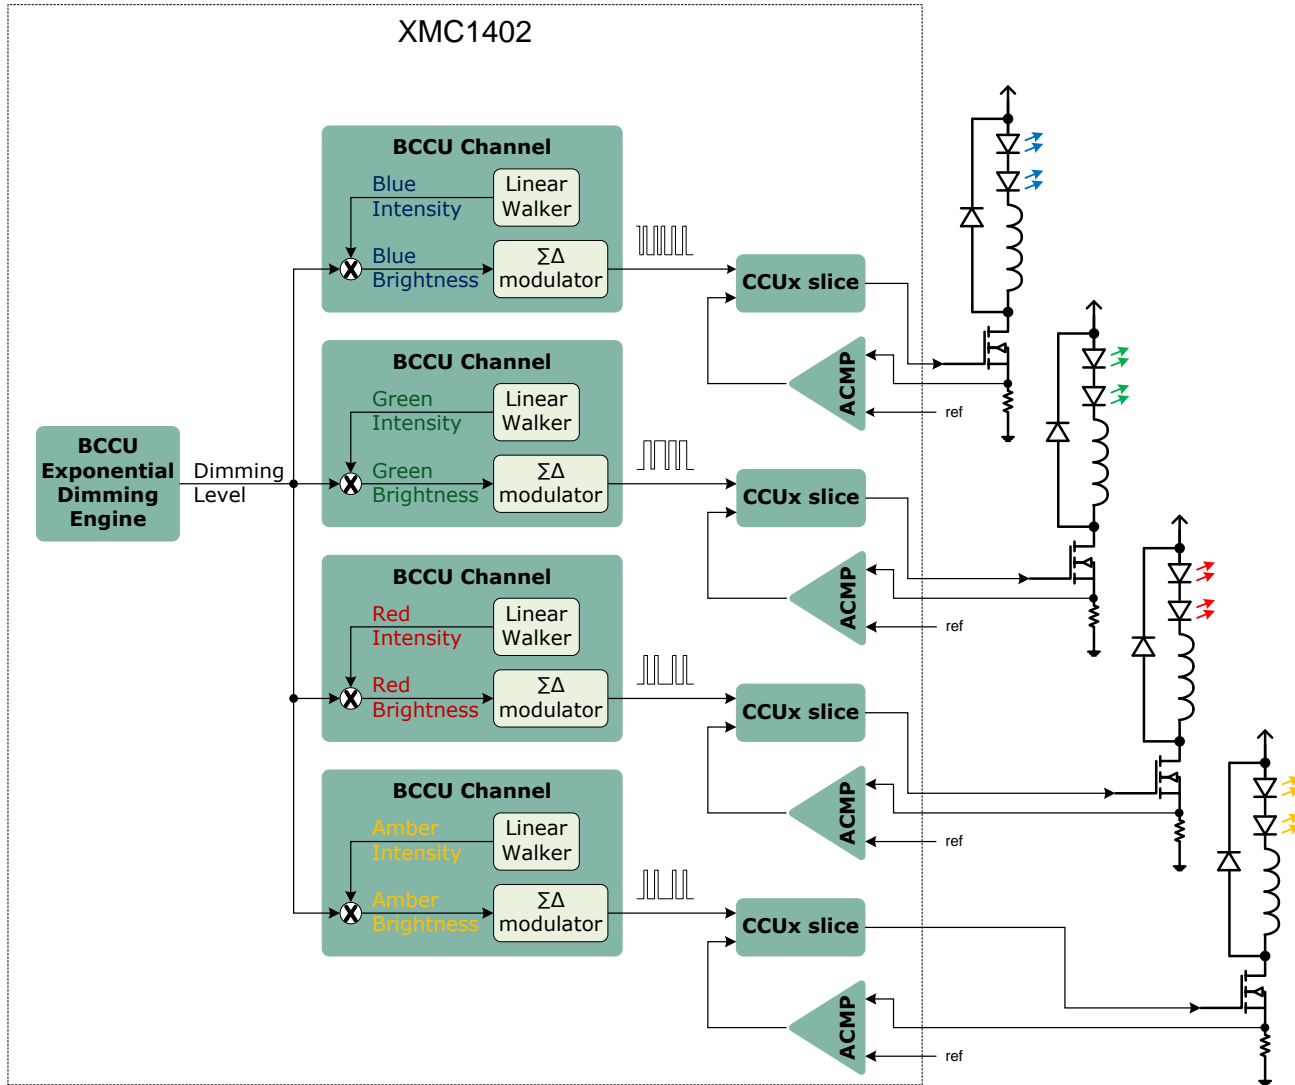 XMC1402
BCCU Channel
Blue
Intensity
Linear
Walker
Blue
Brightness
ΣΔ
modulator
X
CCUx slice
ACMP
ref
BCCU Channel
Green
Intensity
Linear
Walker
Green
Brightness
ΣΔ
modulator
X
CCUx slice
ACMP
ref
BCCU
Exponential
Dimming
Engine
Dimming
Level
BCCU Channel
Red
Intensity
Linear
Walker
Red
Brightness
ΣΔ
modulator
X
CCUx slice
ACMP
ref
BCCU Channel
Amber
Intensity
Linear
Walker
Amber
Brightness
ΣΔ
modulator
X
CCUx slice
ACMP
ref